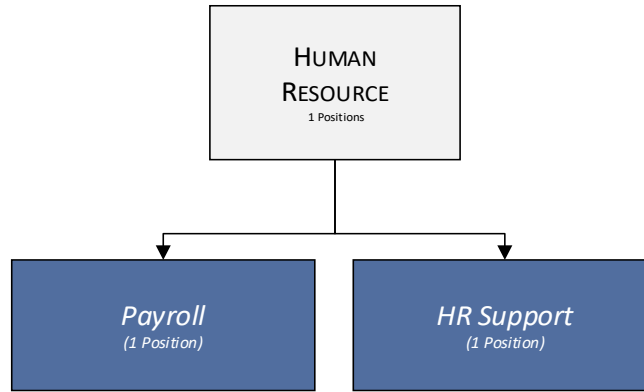 HUMAN
RESOURCE
1 Positions
Payroll
(1 Position)
HR Support
(1 Position)